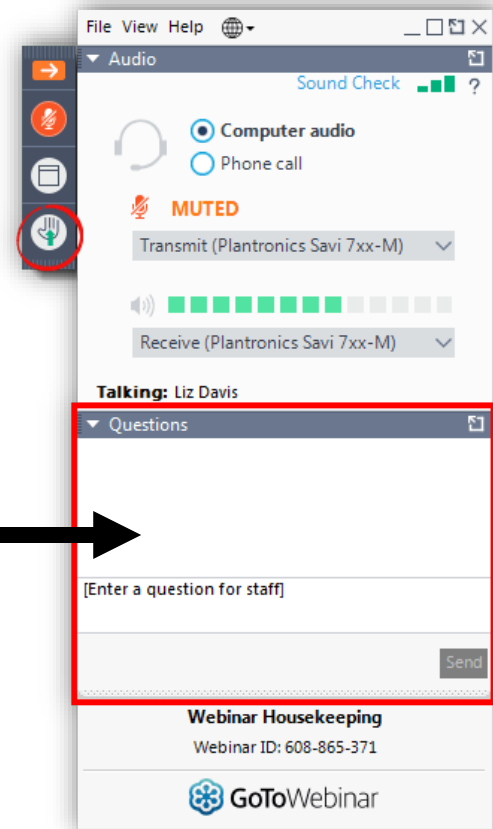 File View Help
Audio
Sound Check ?
Computer audio
Phone call
MUTED
Transmit (Plantronics Savi 7xx-M)
Receive (Plantronics Savi 7xx-M)
Talking: Liz Davis
Questions
[Enter a question for staff]
Send
Webinar Housekeeping
Webinar ID: 608-865-371
GoToWebinar